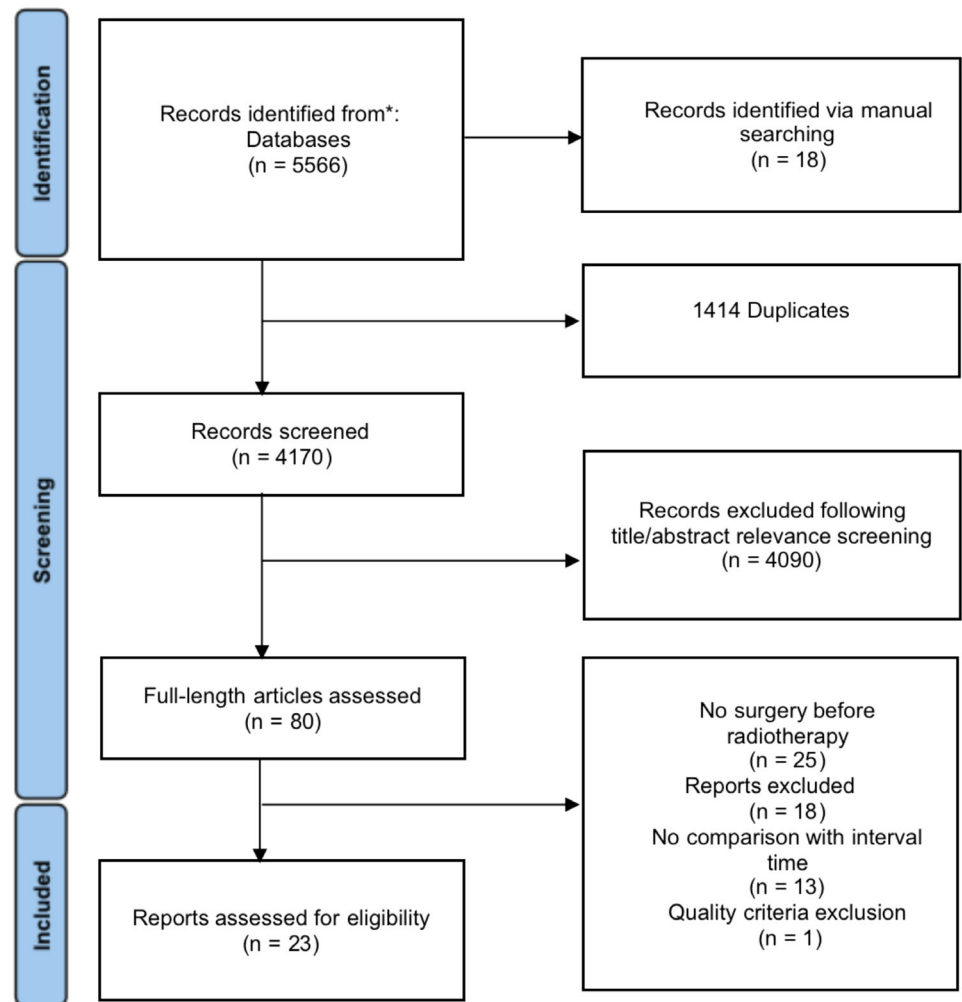 Identification
Records identified from*:
Databases
(n = 5566)
Records identified via manual
searching
(n = 18)
Screening
1414 Duplicates
Records screened
(n = 4170)
Records excluded following
title/abstract relevance screening
(n = 4090)
Full-length articles assessed
(n = 80)
No surgery before
radiotherapy
(n = 25)
Reports excluded
(n = 18)
No comparison with interval
time
(n = 13)
Quality criteria exclusion
(n = 1)
Included
Reports assessed for eligibility
(n = 23)